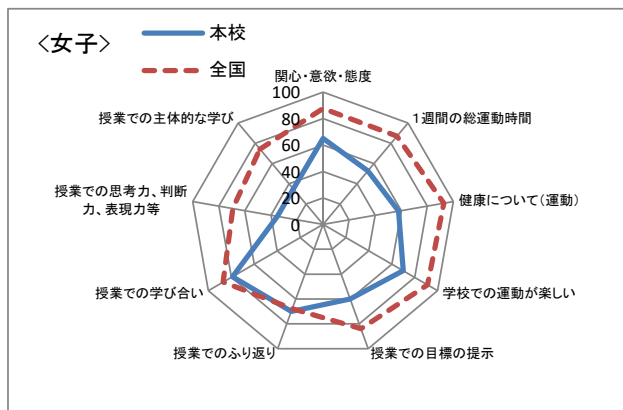 <女子>
本校
全国
関心・意欲・態度
1週間の総運動時間
健康について(運動)
学校での運動が楽しい
授業での目標の提示
授業でのふり返り
授業での学び合い
授業での思考力、判断
力、表現力等
授業での主体的な学び
100
80
60
40
20
0